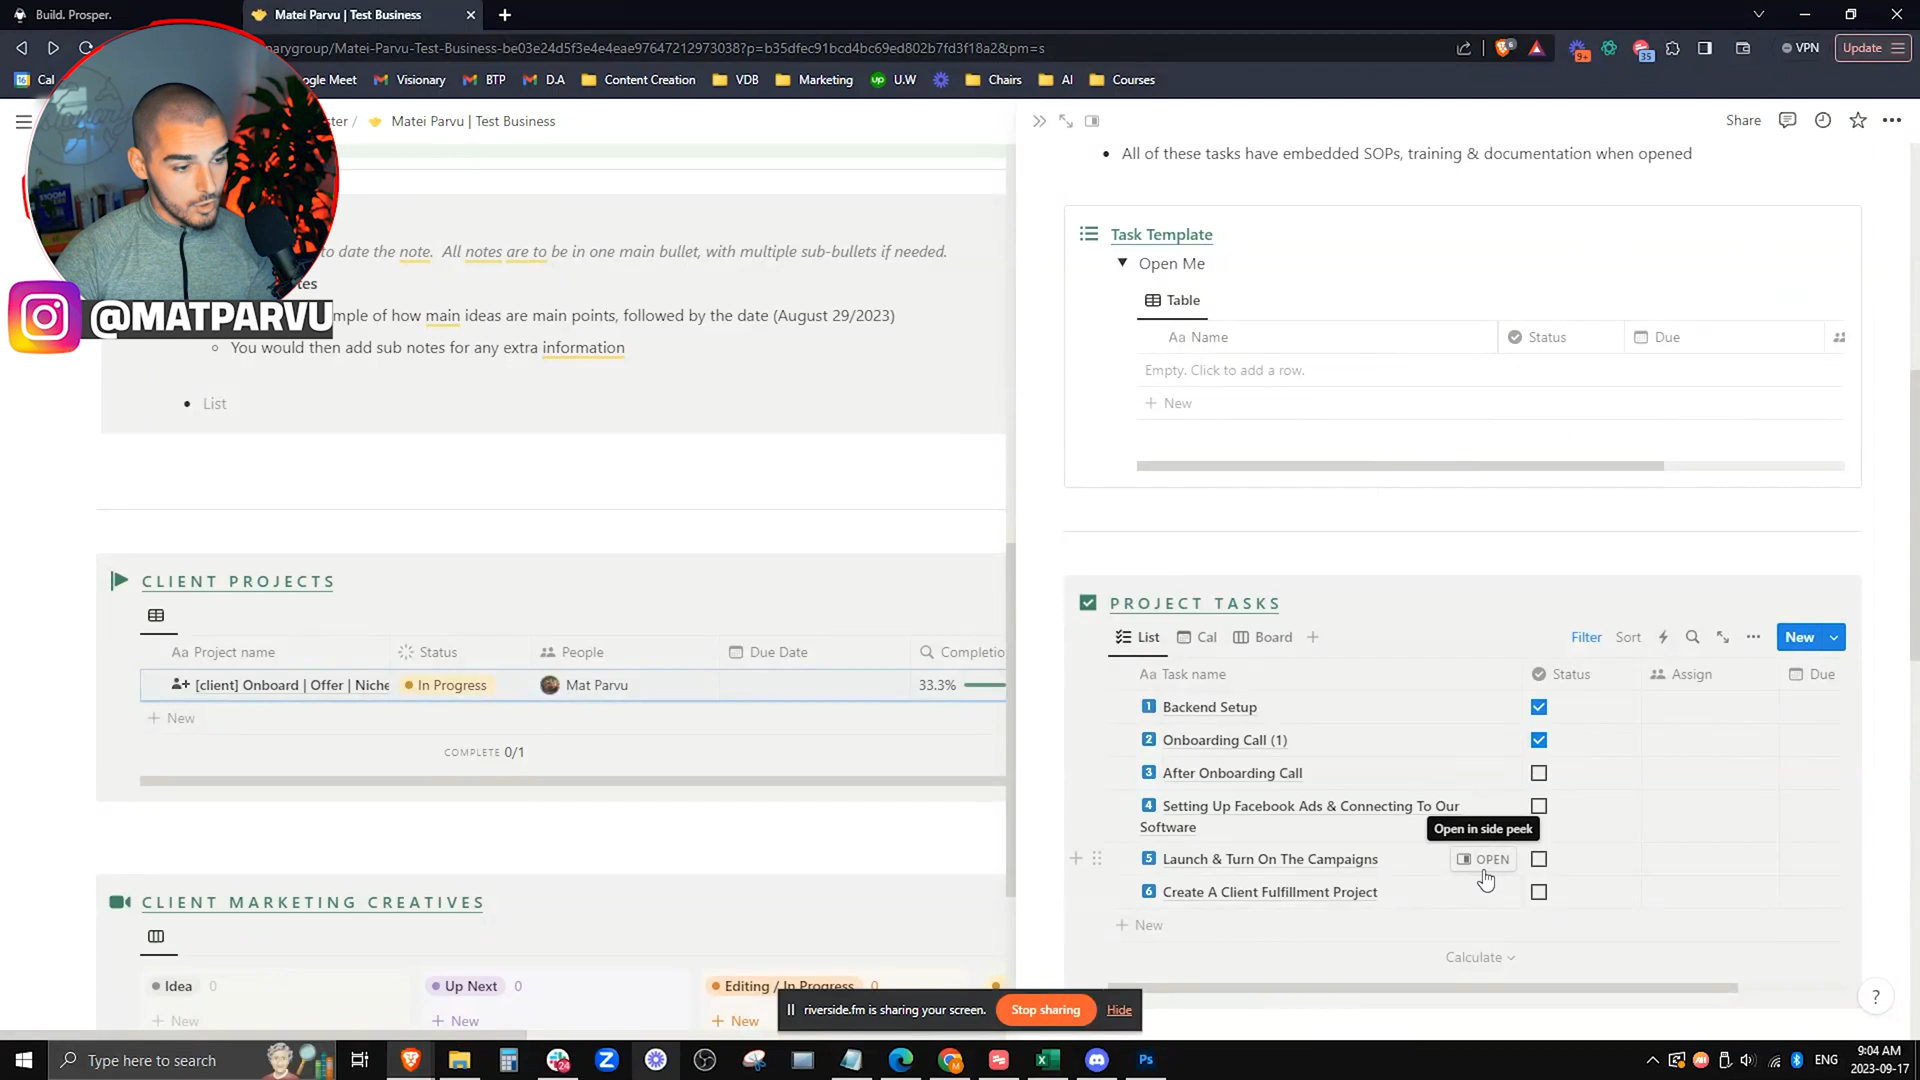 Build. Prosper.
Matei Parvu | Test Business
arygroup/Matei-Parvu-Test-Business-be03e24d5f3e4e4eae97647212973038?p=b35dfec91bcd4bc69ed802b7fd3f18a2&pm=s
VPN
Update
Cal
ogle Meet
Visionary
BTP
D.A
Content Creation
VDB
Marketing
U.W
Chairs
AI
Courses
ster / Matei Parvu | Test Business
Share
All of these tasks have embedded SOPs, training & documentation when opened
to date the note. All notes are to be in one main bullet, with multiple sub-bullets if needed.
tes
mple of how main ideas are main points, followed by the date (August 29/2023)
You would then add sub notes for any extra information
List
@MATPARVU
Task Template
Open Me
Table
Aa Name
Status
Due
Empty. Click to add a row.
New
CLIENT PROJECTS
Aa Project name
Status
People
Due Date
Completio
[client] Onboard | Offer | Niche
In Progress
Mat Parvu
33.3%
New
COMPLETE 0/1
PROJECT TASKS
List
Cal
Board
Filter
Sort
New
Aa Task name
Status
Assign
Due
1 Backend Setup
2 Onboarding Call (1)
3 After Onboarding Call
4 Setting Up Facebook Ads & Connecting To Our
Software
Open in side peek
5 Launch & Turn On The Campaigns
OPEN
6 Create A Client Fulfillment Project
New
Calculate
CLIENT MARKETING CREATIVES
Idea 0
Up Next 0
Editing / In Progress 0
New
New
New
riverside.fm is sharing your screen.
Stop sharing
Hide
?
Type here to search
24
Ps
ENG
9:04 AM
2023-09-17